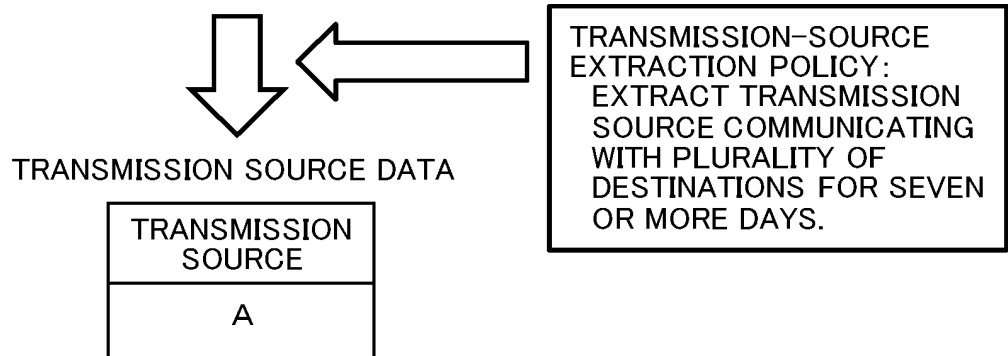 TRANSMISSION-SOURCE
EXTRACTION POLICY:
EXTRACT TRANSMISSION
SOURCE COMMUNICATING
WITH PLURALITY OF
DESTINATIONS FOR SEVEN
OR MORE DAYS.
TRANSMISSION SOURCE DATA
TRANSMISSION
SOURCE
A